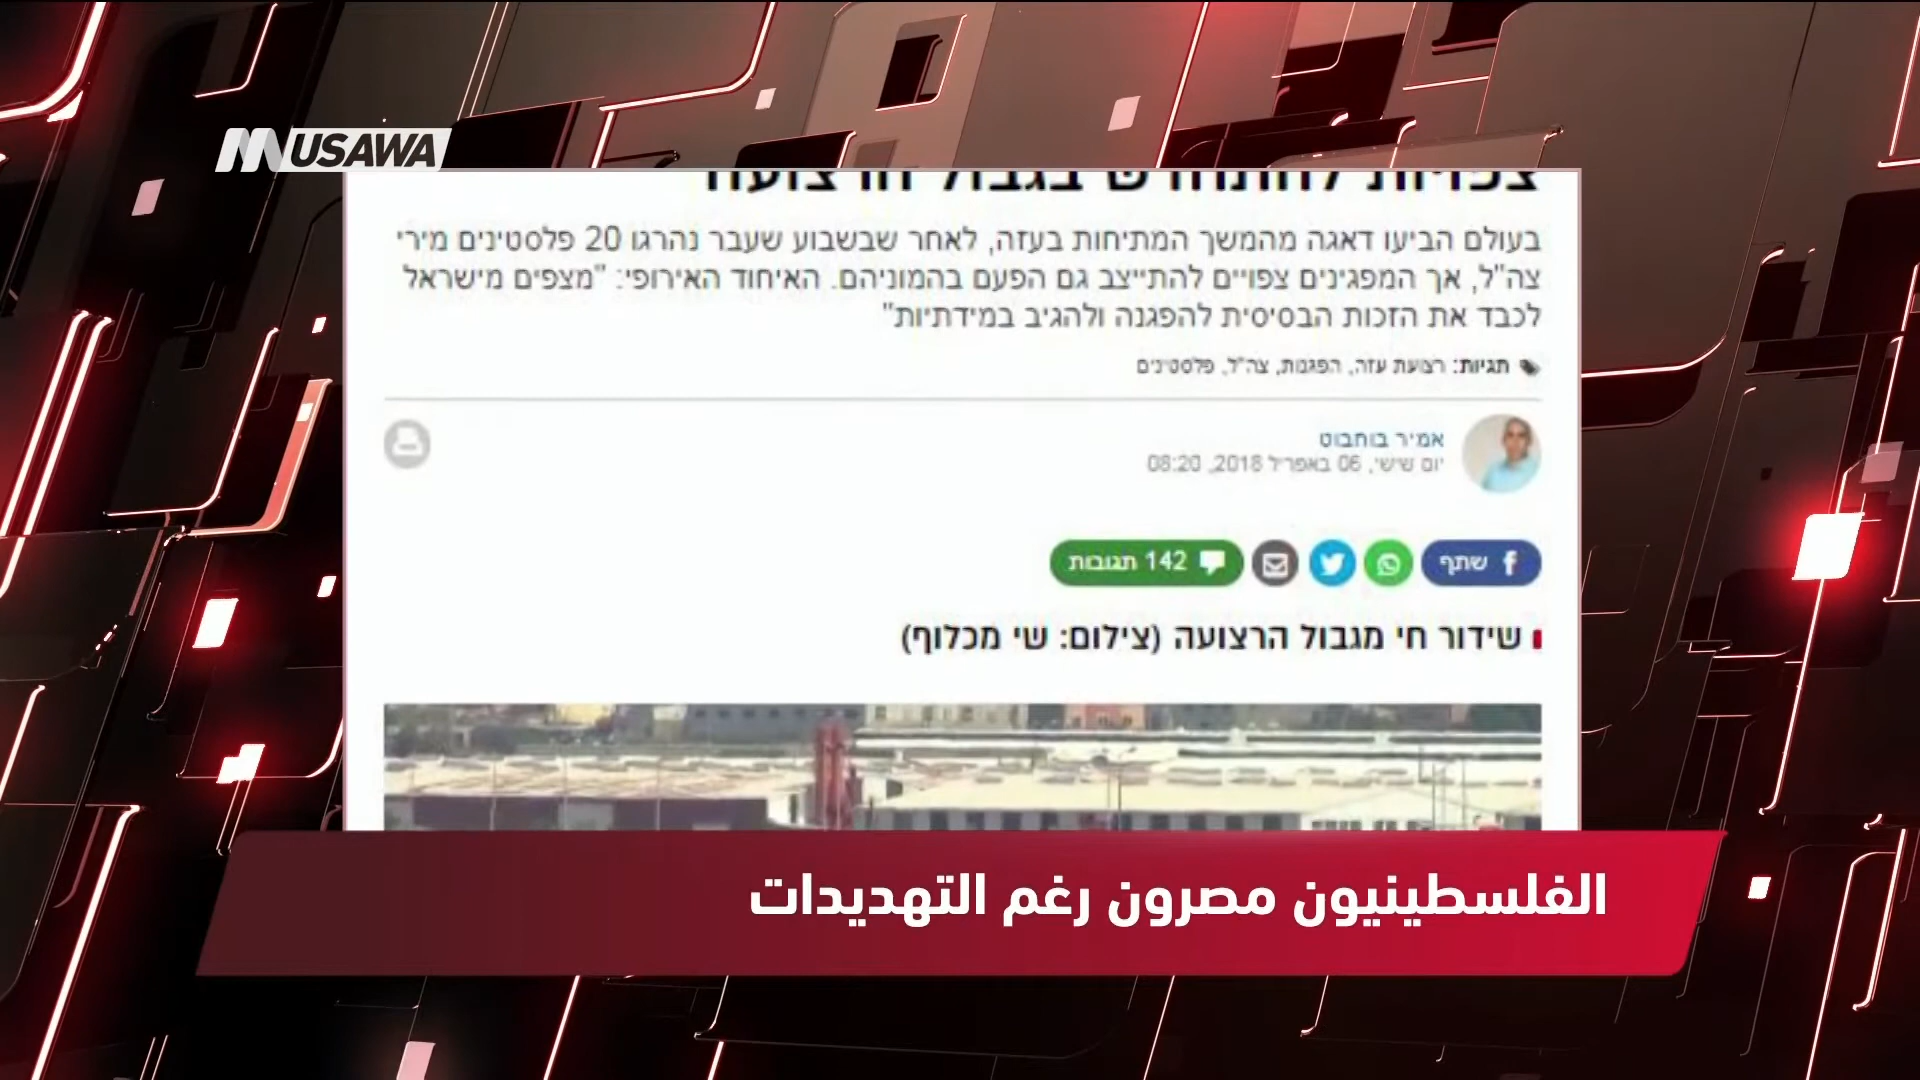 MUSAWA
בעולם הביעו דאגה מהמשך המתיחות בעזה, לאחר שבשבוע שעבר נהרגו 20 פלסטינים מירי
צה"ל, אך המפגינים צפויים להתייצב גם הפעם בהמוניהם. האיחוד האירופי: "מצפים מישראל
לכבד את הזכות הבסיסית להפגנה ולהגיב במידתיות"
תגיות: רצועת עזה, הפגנות, צה"ל, פלסטינים
אמיר בוחבוט
יום שישי, 06 באפריל 2018, 08:20
שתף
142 תגובות
שידור חי מגבול הרצועה (צילום: שי מכלוף)
الفلسطينيون مصرون رغم التهديدات